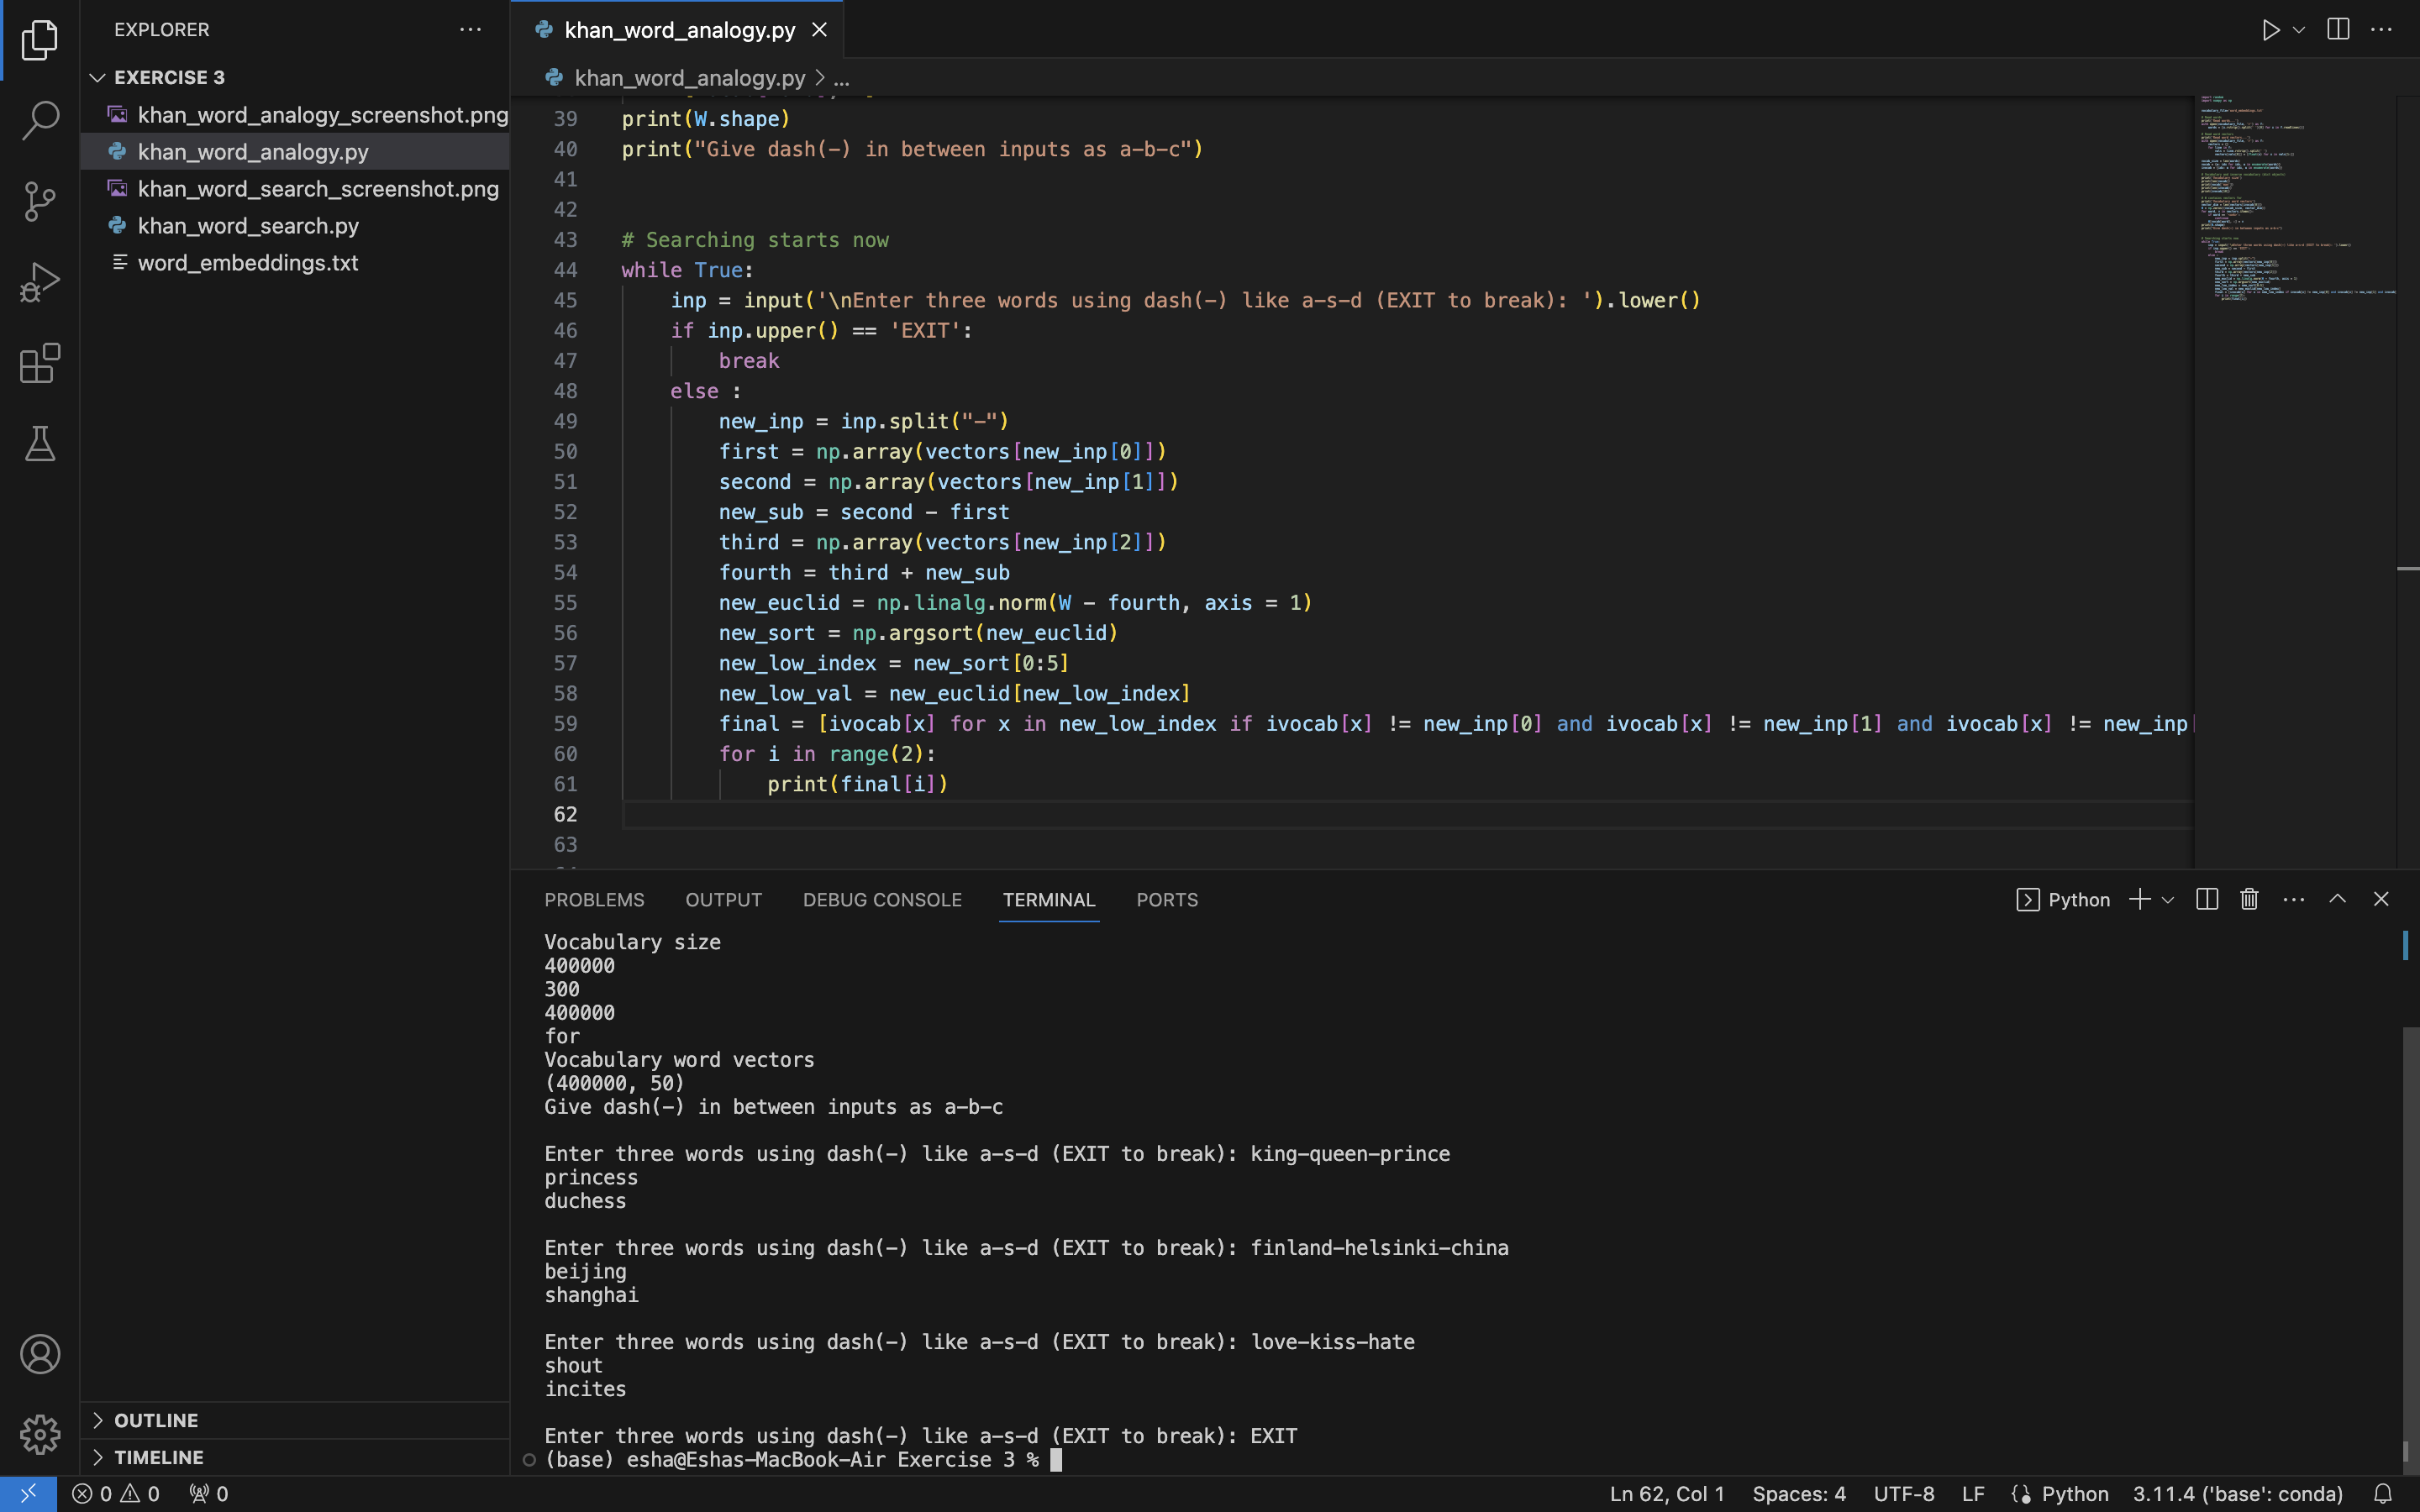 EXPLORER
EXERCISE 3
khan_word_analogy_screenshot.png
khan_word_analogy.py
khan_word_search_screenshot.png
khan_word_search.py
word_embeddings.txt
OUTLINE
TIMELINE
khan_word_analogy.py
khan_word_analogy.py > ...
39 print(W.shape)
40 print("Give dash(-) in between inputs as a-b-c")
41
42
43 # Searching starts now
44 while True:
45 inp = input('\nEnter three words using dash(-) like a-s-d (EXIT to break): ').lower()
46 if inp.upper() == 'EXIT':
47 break
48 else :
49 new_inp = inp.split("-")
50 first = np.array(vectors[new_inp[0]])
51 second = np.array(vectors[new_inp[1]])
52 new_sub = second - first
53 third = np.array(vectors[new_inp[2]])
54 fourth = third + new_sub
55 new_euclid = np.linalg.norm(W - fourth, axis = 1)
56 new_sort = np.argsort(new_euclid)
57 new_low_index = new_sort[0:5]
58 new_low_val = new_euclid[new_low_index]
59 final = [ivocab[x] for x in new_low_index if ivocab[x] != new_inp[0] and ivocab[x] != new_inp[1] and ivocab[x] != new_inp[
60 for i in range(2):
61 print(final[i])
62
63
PROBLEMS OUTPUT DEBUG CONSOLE TERMINAL PORTS
Python
Vocabulary size
400000
300
400000
for
Vocabulary word vectors
(400000, 50)
Give dash(-) in between inputs as a-b-c
Enter three words using dash(-) like a-s-d (EXIT to break): king-queen-prince
princess
duchess
Enter three words using dash(-) like a-s-d (EXIT to break): finland-helsinki-china
beijing
shanghai
Enter three words using dash(-) like a-s-d (EXIT to break): love-kiss-hate
shout
incites
Enter three words using dash(-) like a-s-d (EXIT to break): EXIT
(base) esha@Eshas-MacBook-Air Exercise 3 %
0 0 0 Ln 62, Col 1 Spaces: 4 UTF-8 LF Python 3.11.4 ('base': conda)